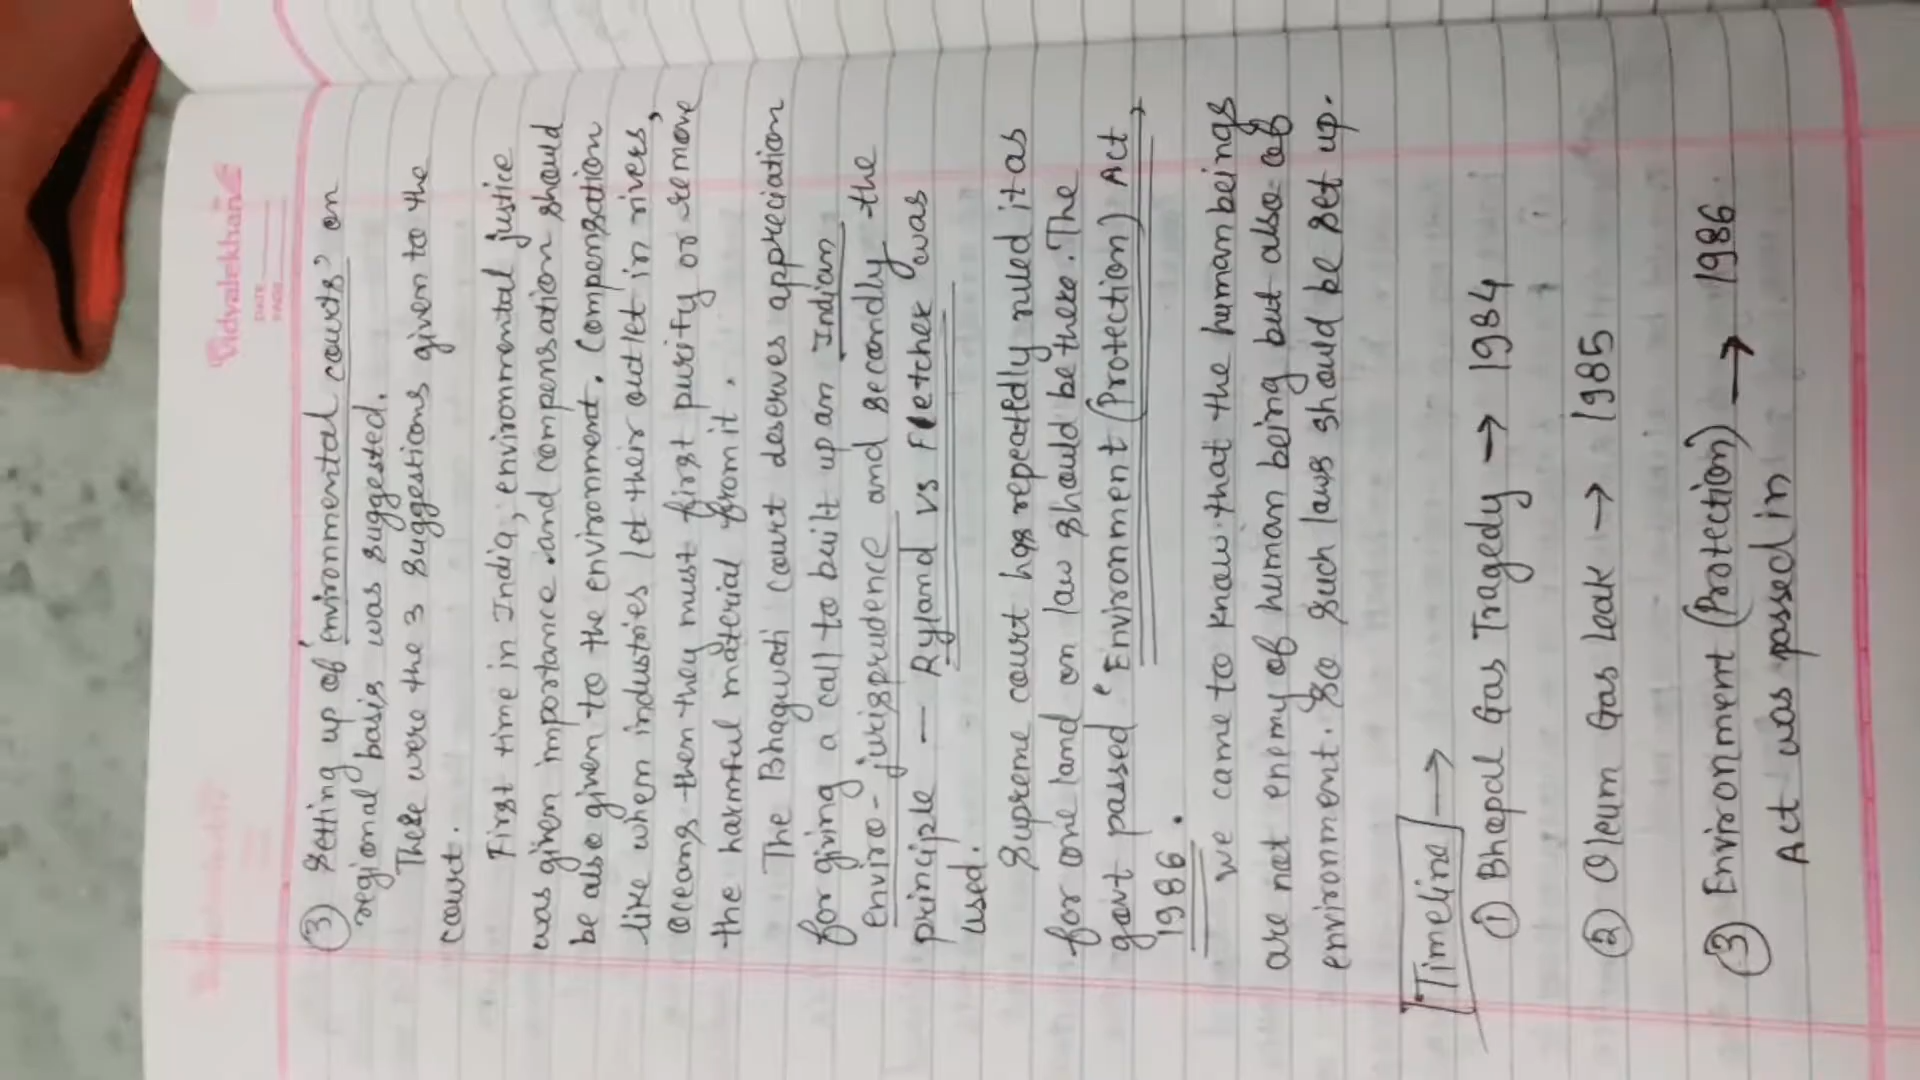 Vidyalekhan
DATE
PAGE
③ Setting up of 'environmental courts' on
regional basis was suggested.
There were the 3 suggestions given to the
court.
First time in India, environmental justice
was given importance and compensation should
be also given to the environment. Compensation
like when industries let their outlet in rivers,
oceans then they must first purify or remove
the harmful material from it.
The Bhagwati Court deserves appreciation
for giving a call to built up an Indian
enviro-jurisprudence and secondly the
principle — Ryland vs Fletcher was
used.
Supreme court has repeatedly ruled it as
for one land on law should be there. The
govt passed 'Environment (Protection) Act,
1986.
We came to know that the human beings
are not enemy of human being but also of
environment. So such laws should be set up.
Timeline →
① Bhopal Gas Tragedy → 1984
② Oleum Gas Leak → 1985
③ Environment (Protection) → 1986.
Act was passed in